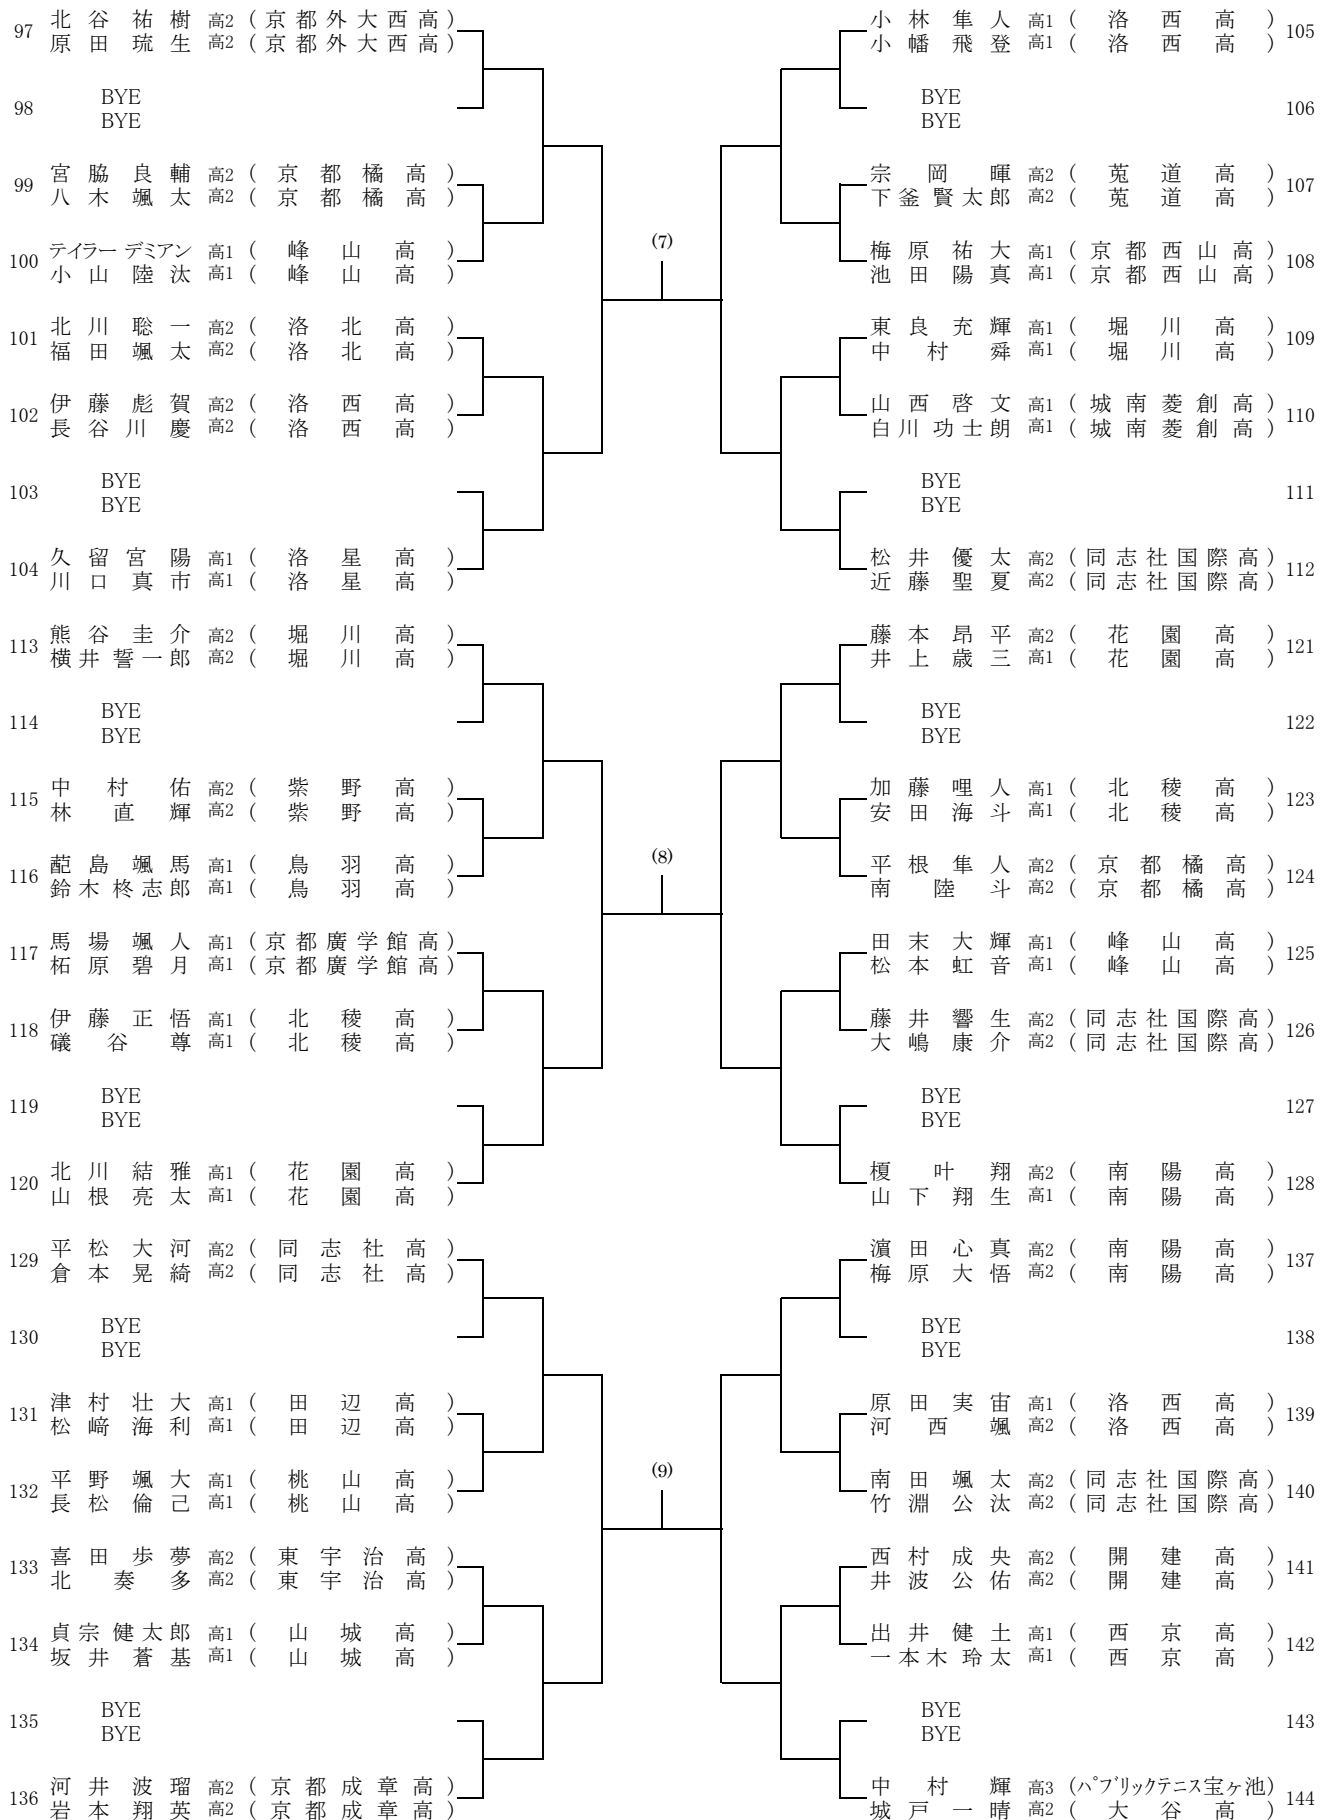 97 北谷祐樹 高2 (京都外大西高)
原田琉生 高2 (京都外大西高)
98 BYE
BYE
99 宮脇良輔 高2 (京都橘高)
八木颯太 高2 (京都橘高)
100 テイラー デミアン 高1 (峰山高)
小山陸汰 高1 (峰山高)
101 北川聡一 高2 (洛北高)
福田颯太 高2 (洛北高)
102 伊藤彪賀 高2 (洛西高)
長谷川慶 高2 (洛西高)
103 BYE
BYE
104 久留宮陽 高1 (洛星高)
川口真市 高1 (洛星高)
(7)
小林隼人 高1 (洛西高) 105
小幡飛登 高1 (洛西高)
BYE 106
BYE
宗岡暉 高2 (莵道高) 107
下釜賢太郎 高2 (莵道高)
梅原祐大 高1 (京都西山高) 108
池田陽真 高1 (京都西山高)
東良充輝 高1 (堀川高) 109
中村舜 高1 (堀川高)
山西啓文 高1 (城南菱創高) 110
白川功士朗 高1 (城南菱創高)
BYE 111
BYE
松井優太 高2 (同志社国際高) 112
近藤聖夏 高2 (同志社国際高)
113 熊谷圭介 高2 (堀川高)
横井誓一郎 高2 (堀川高)
114 BYE
BYE
115 中村佑 高2 (紫野高)
林直輝 高2 (紫野高)
116 蓜島颯馬 高1 (鳥羽高)
鈴木柊志郎 高1 (鳥羽高)
117 馬場颯人 高1 (京都廣学館高)
柘原碧月 高1 (京都廣学館高)
118 伊藤正悟 高1 (北稜高)
礒谷尊 高1 (北稜高)
119 BYE
BYE
120 北川結雅 高1 (花園高)
山根亮太 高1 (花園高)
(8)
藤本昂平 高2 (花園高) 121
井上歳三 高1 (花園高)
BYE 122
BYE
加藤哩人 高1 (北稜高) 123
安田海斗 高1 (北稜高)
平根隼人 高2 (京都橘高) 124
南陸斗 高2 (京都橘高)
田末大輝 高1 (峰山高) 125
松本虹音 高1 (峰山高)
藤井響生 高2 (同志社国際高) 126
大嶋康介 高2 (同志社国際高)
BYE 127
BYE
榎叶翔 高2 (南陽高) 128
山下翔生 高1 (南陽高)
129 平松大河 高2 (同志社高)
倉本晃綺 高2 (同志社高)
130 BYE
BYE
131 津村壮大 高1 (田辺高)
松﨑海利 高1 (田辺高)
132 平野颯大 高1 (桃山高)
長松倫己 高1 (桃山高)
133 喜田歩夢 高2 (東宇治高)
北奏多 高2 (東宇治高)
134 貞宗健太郎 高1 (山城高)
坂井蒼基 高1 (山城高)
135 BYE
BYE
136 河井波瑠 高2 (京都成章高)
岩本翔英 高2 (京都成章高)
(9)
濵田心真 高2 (南陽高) 137
梅原大悟 高2 (南陽高)
BYE 138
BYE
原田実宙 高1 (洛西高) 139
河西颯 高2 (洛西高)
南田颯太 高2 (同志社国際高) 140
竹淵公汰 高2 (同志社国際高)
西村成央 高2 (開建高) 141
井波公佑 高2 (開建高)
出井健土 高1 (西京高) 142
一本木玲太 高1 (西京高)
BYE 143
BYE
中村輝 高3 (パブリックテニス宝ヶ池) 144
城戸一晴 高2 (大谷高)